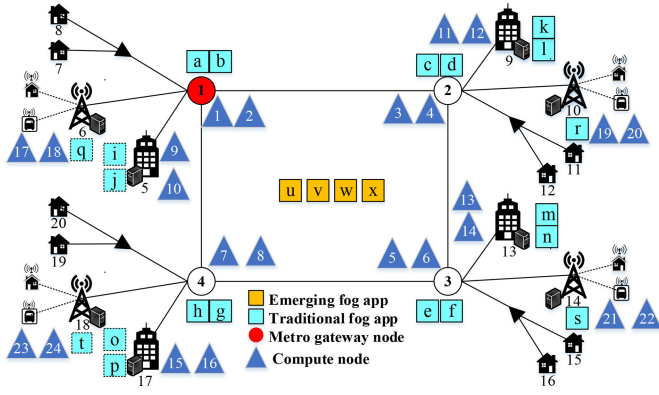 8
7
a b
1
1 2
6
17 18 q
i
j
5
9
10
c d
2
3 4
11 12
9
k
l
10
r 19 20
11
12
u v w x
20
19
4
7 8
h g
18
23 24 t
o
p
17
15 16
3
5 6
e f
13
14
13
m
n
14
s 21 22
15
16
Emerging fog app
Traditional fog app
Metro gateway node
Compute node